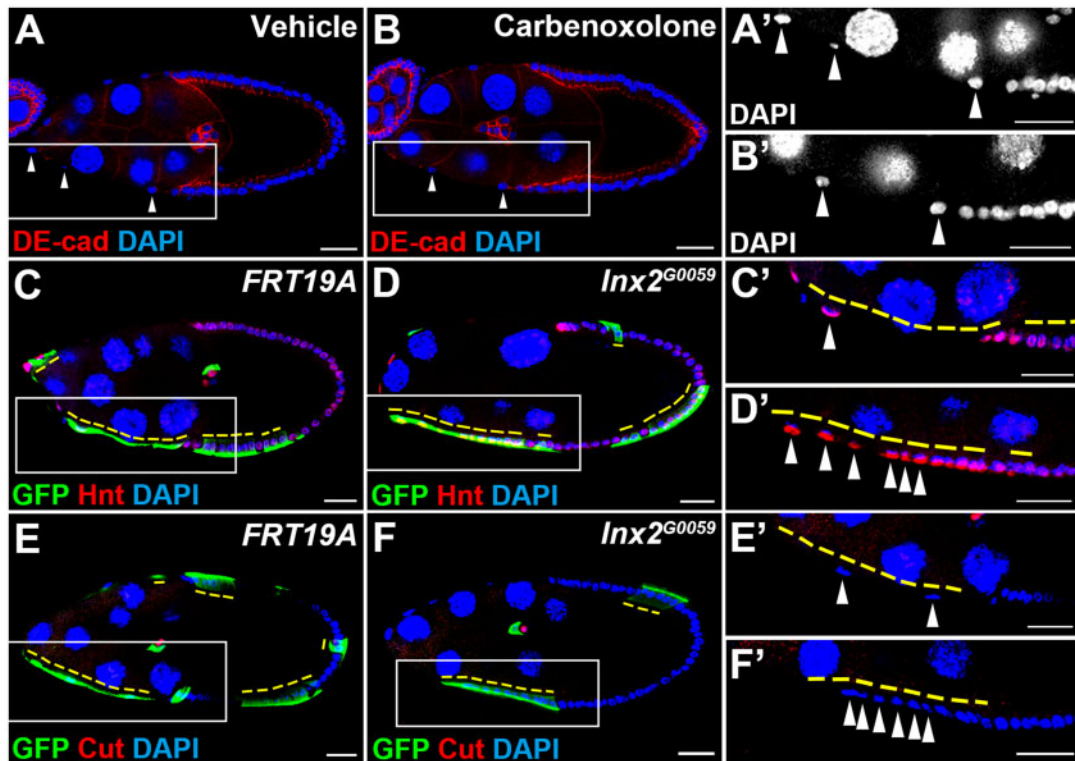 A Vehicle
B Carbenoxolone
A'
DE-cad DAPI
DE-cad DAPI
DAPI
B'
DAPI
C FRT19A
D Inx2G0059
C'
GFP Hnt DAPI
GFP Hnt DAPI
D'
E FRT19A
F Inx2G0059
E'
GFP Cut DAPI
GFP Cut DAPI
F'